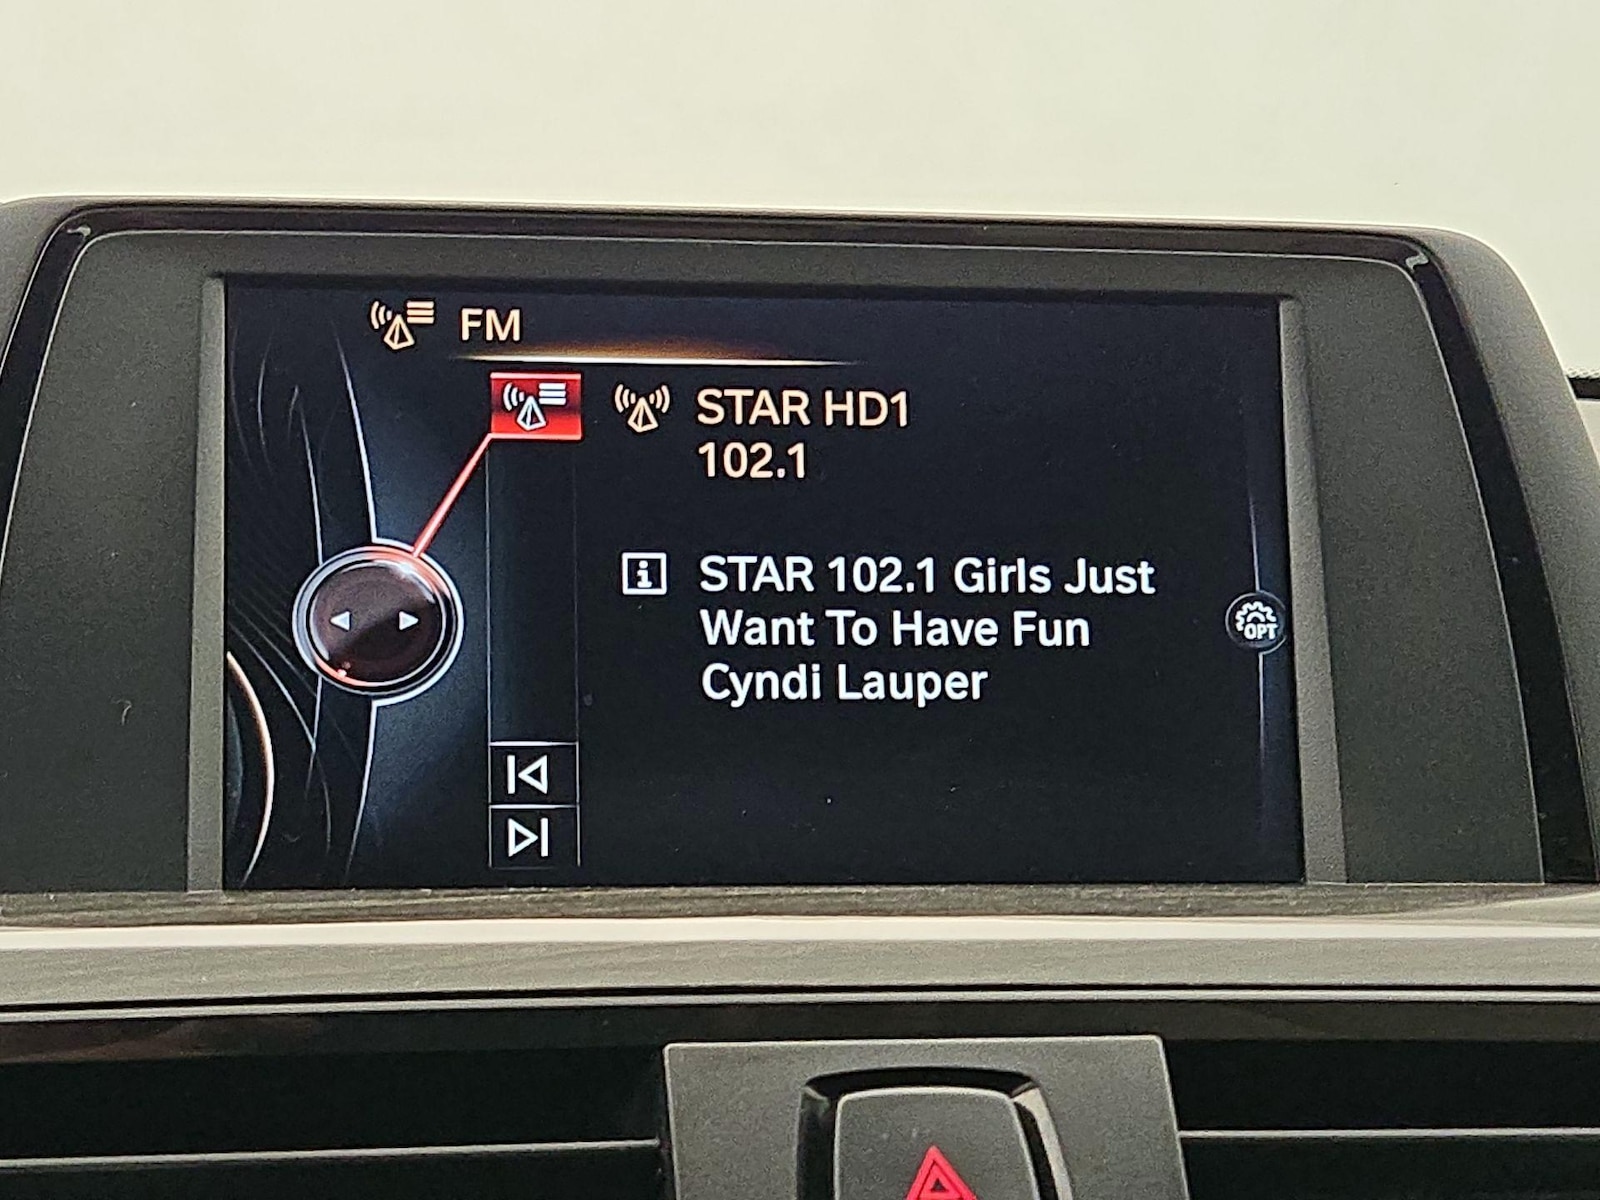 FM
STAR HD1
102.1
STAR 102.1 Girls Just
Want To Have Fun
Cyndi Lauper
OPT